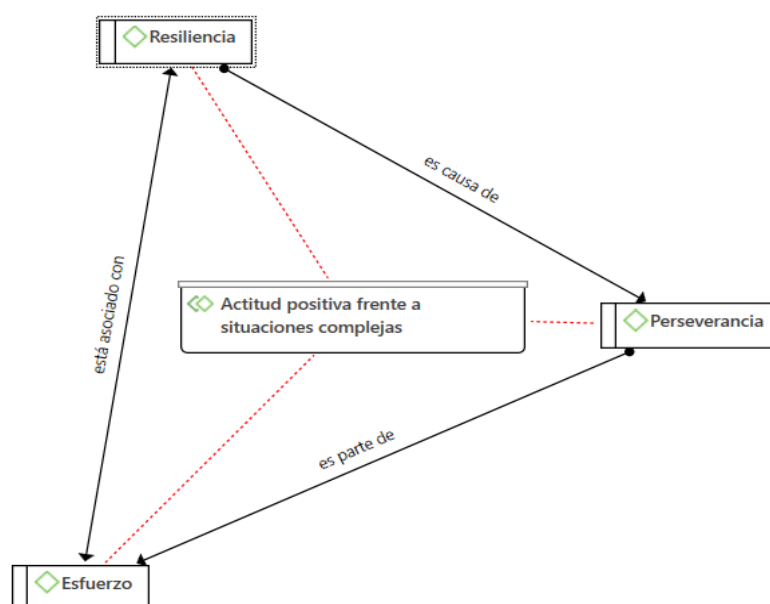 Resiliencia
es causa de
está asociado con
Actitud positiva frente a
situaciones complejas
Perseverancia
es parte de
Esfuerzo